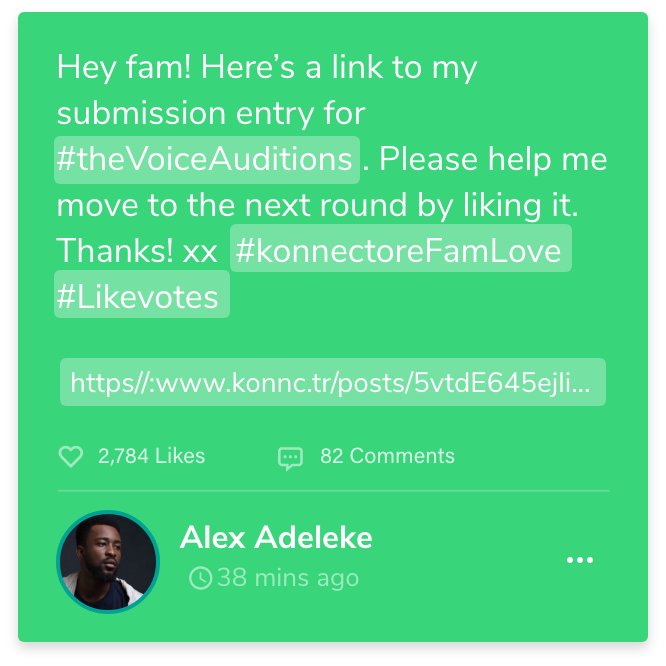 Hey fam! Here’s a link to my
submission entry for
#theVoiceAuditions . Please help me
move to the next round by liking it.
Thanks! xx #konnectoreFamLove
#Likevotes
https//:www.konnc.tr/posts/5vtdE645ejli...
2,784 Likes 82 Comments
Alex Adeleke
38 mins ago